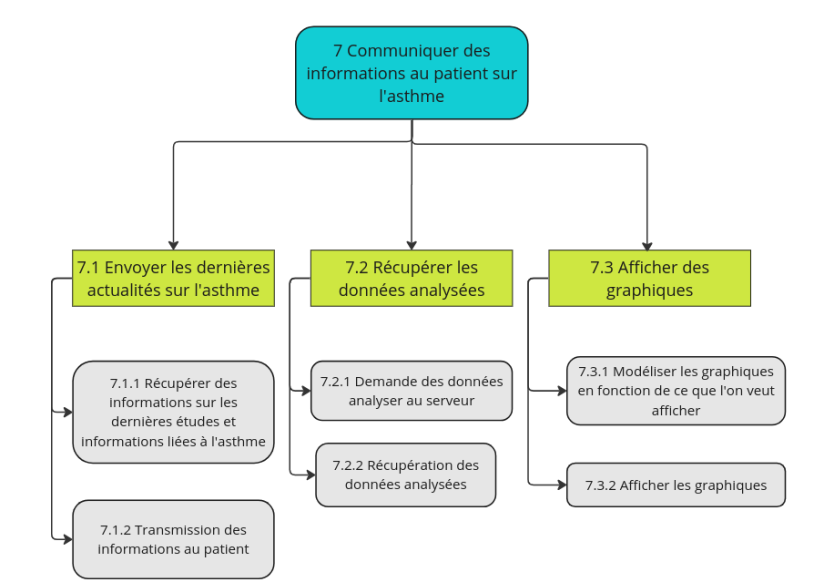 7 Communiquer des
informations au patient sur
l'asthme
7.1 Envoyer les dernières
actualités sur l'asthme
7.2 Récupérer les
données analysées
7.3 Afficher des
graphiques
7.1.1 Récupérer des
informations sur les
dernières études et
informations liées à l'asthme
7.1.2 Transmission des
informations au patient
7.2.1 Demande des données
analyser au serveur
7.2.2 Récupération des
données analysées
7.3.1 Modéliser les graphiques
en fonction de ce que l'on veut
afficher
7.3.2 Afficher les graphiques